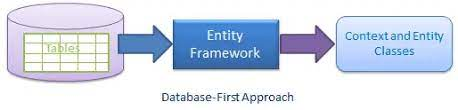 Tables
Entity
Framework
Context and Entity
Classes
Database-First Approach